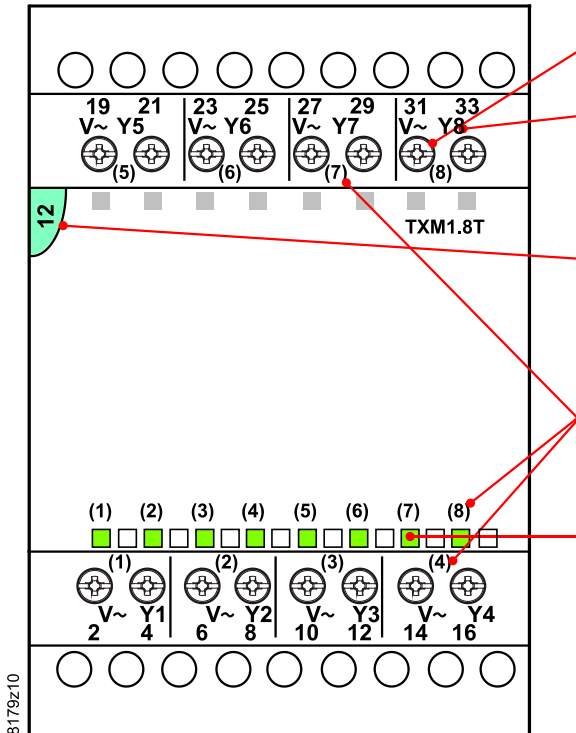 19 21 23 25 27 29 31 33
V~ Y5 V~ Y6 V~ Y7 V~ Y8
(5) (6) (7) (8)
12
TXM1.8T
(1) (2) (3) (4) (5) (6) (7) (8)
(1) (2) (3) (4)
V~ Y1 V~ Y2 V~ Y3 V~ Y4
2 4 6 8 10 12 14 16
8179z10